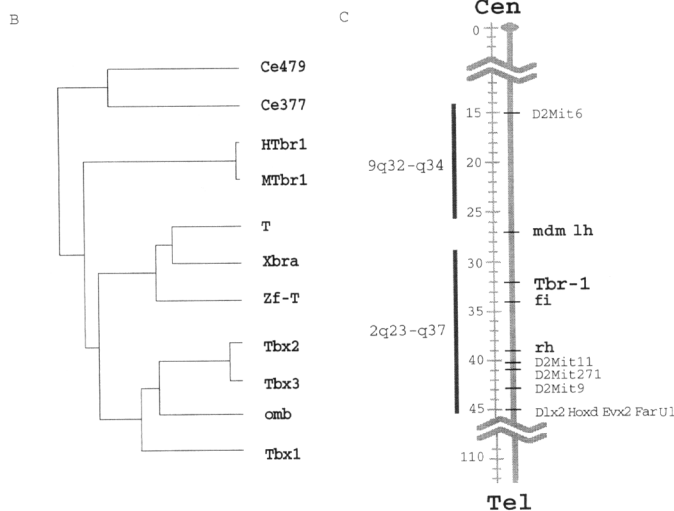 B
Ce479
Ce377
HTbr1
MTbr1
T
Xbra
Zf-T
Tbx2
Tbx3
omb
Tbx1
C
Cen
0
15
D2Mit6
9q32-q34
20
25
mdm lh
30
Tbr-1
fi
35
2q23-q37
rh
40
D2Mit11
D2Mit271
D2Mit9
45
Dlx2 Hoxd Evx2 Far U1
110
Tel